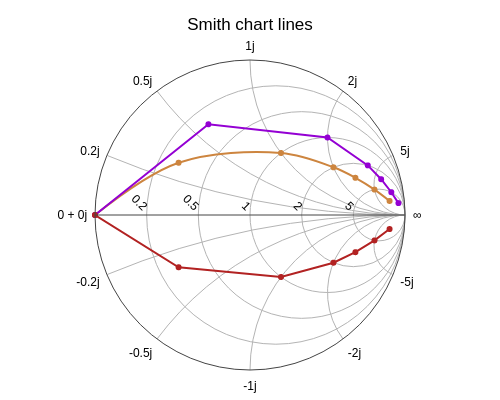 Smith chart lines
1j
0.5j
2j
0.2j
5j
0.2
0.5
1
2
5
0 + 0j
∞
-0.2j
-5j
-0.5j
-2j
-1j